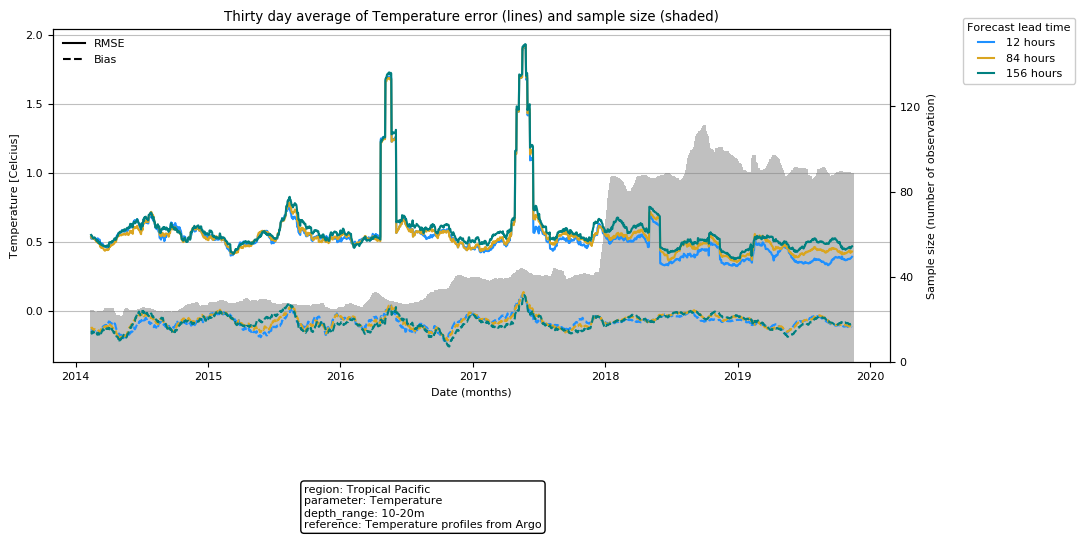 Thirty day average of Temperature error (lines) and sample size (shaded)
Forecast lead time
12 hours
84 hours
156 hours
RMSE
Bias
Temperature [Celcius]
2.0
1.5
1.0
0.5
0.0
120
80
40
0
Sample size (number of observation)
2014 2015 2016 2017 2018 2019 2020
Date (months)
region: Tropical Pacific
parameter: Temperature
depth_range: 10-20m
reference: Temperature profiles from Argo